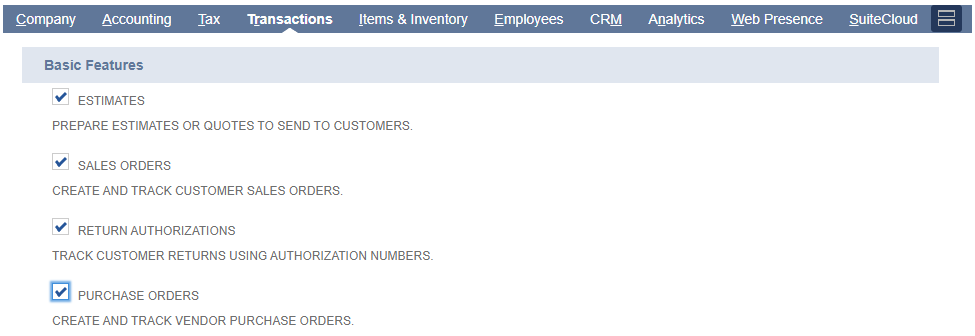 Company Accounting Tax Transactions Items & Inventory Employees CRM Analytics Web Presence SuiteCloud
Basic Features
ESTIMATES
PREPARE ESTIMATES OR QUOTES TO SEND TO CUSTOMERS.
SALES ORDERS
CREATE AND TRACK CUSTOMER SALES ORDERS.
RETURN AUTHORIZATIONS
TRACK CUSTOMER RETURNS USING AUTHORIZATION NUMBERS.
PURCHASE ORDERS
CREATE AND TRACK VENDOR PURCHASE ORDERS.